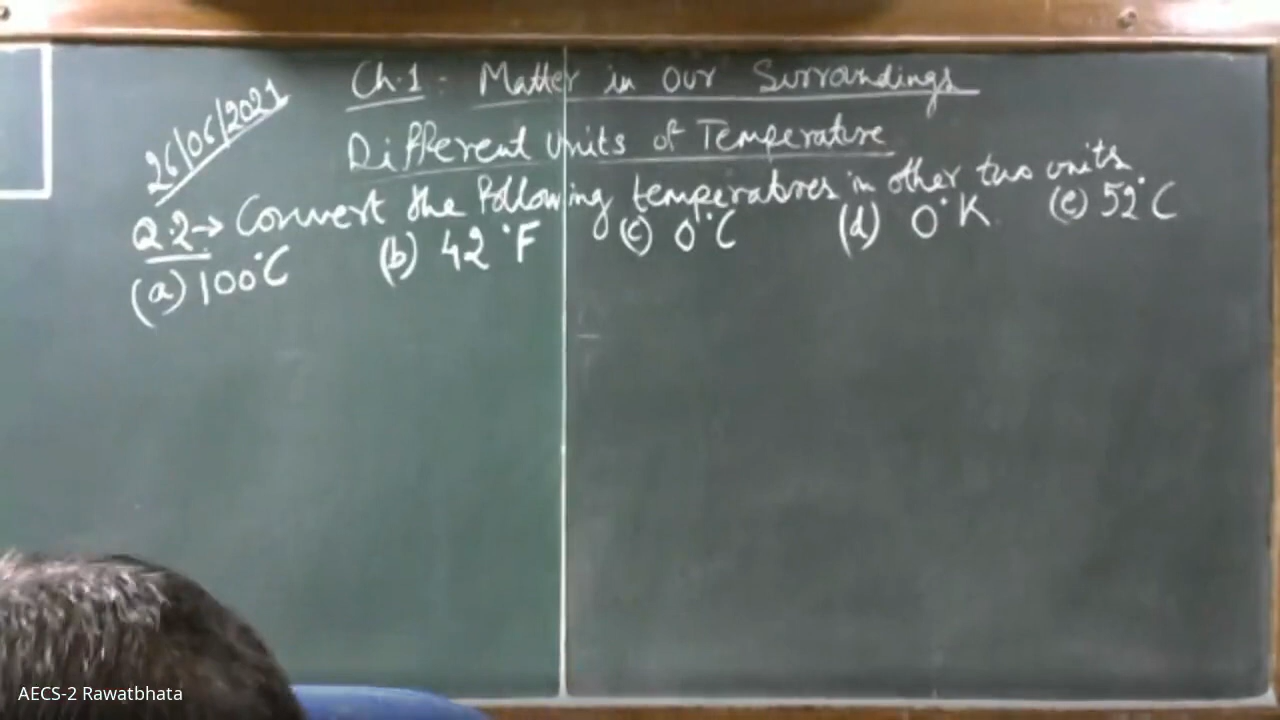 Ch.1 : Matter in our Surroundings
26/06/2021
Different Units of Temperature
Q.2→ Convert the following temperatures in other two units.
(a) 100°C (b) 42°F (c) 0°C (d) 0°K (e) 52°C
AECS-2 Rawatbhata